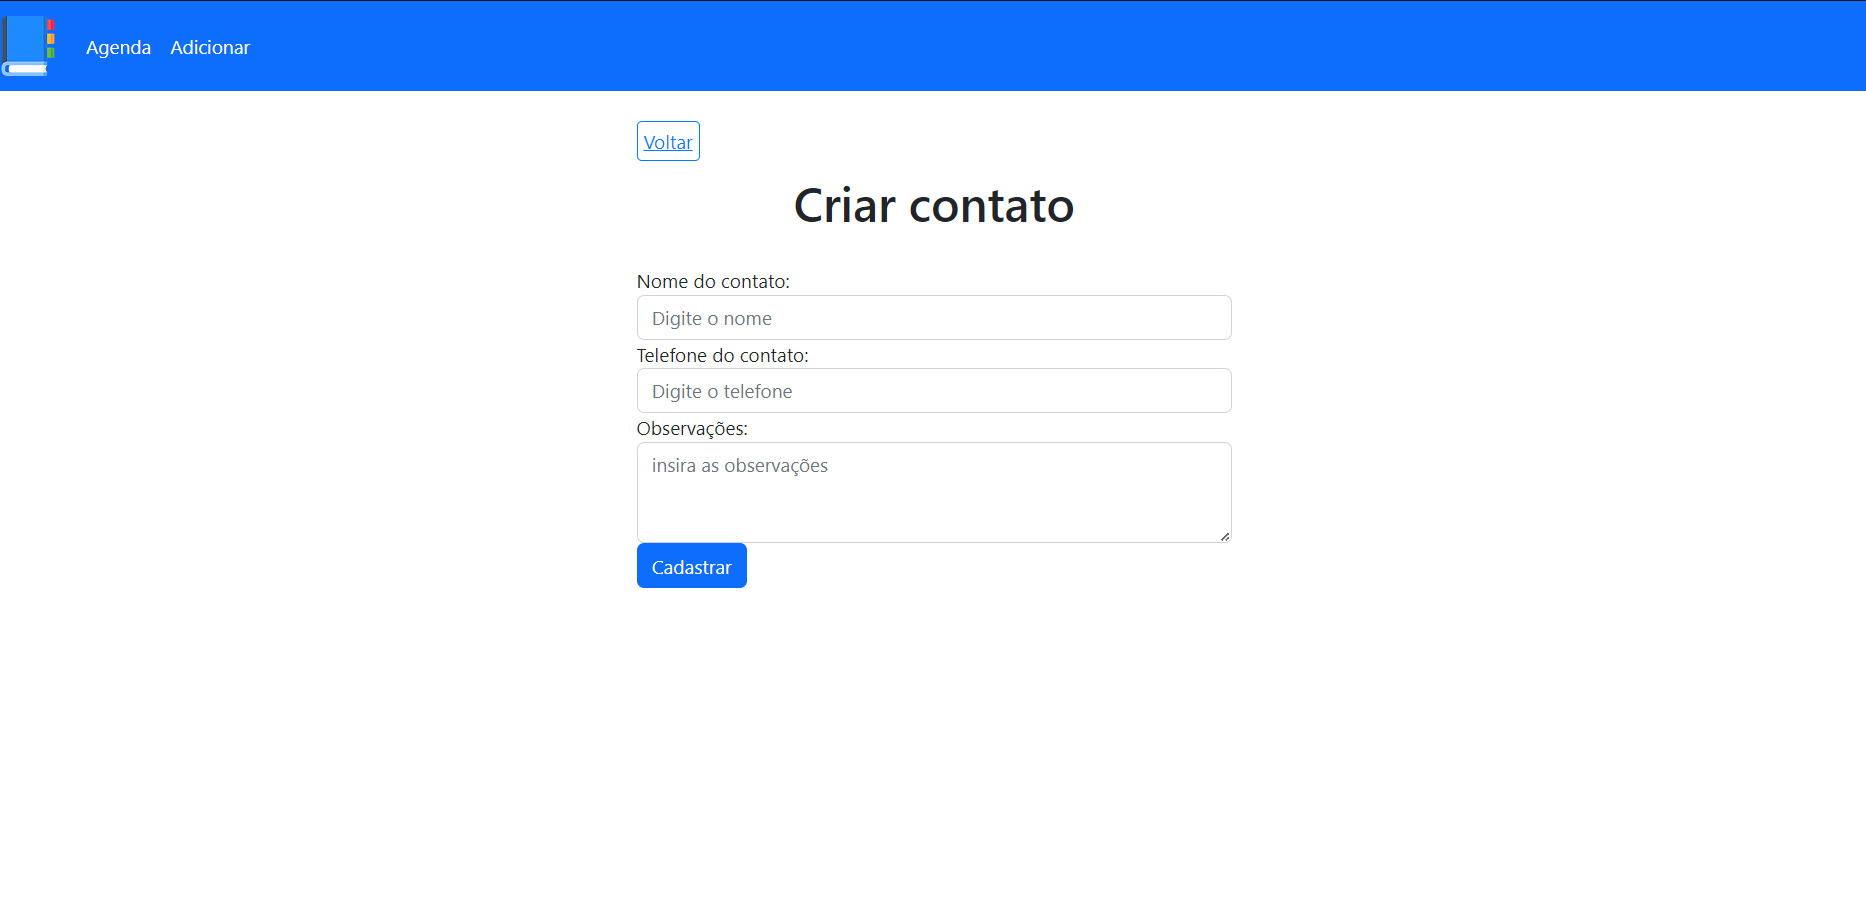 Agenda Adicionar
Voltar
Criar contato
Nome do contato:
Digite o nome
Telefone do contato:
Digite o telefone
Observações:
insira as observações
Cadastrar